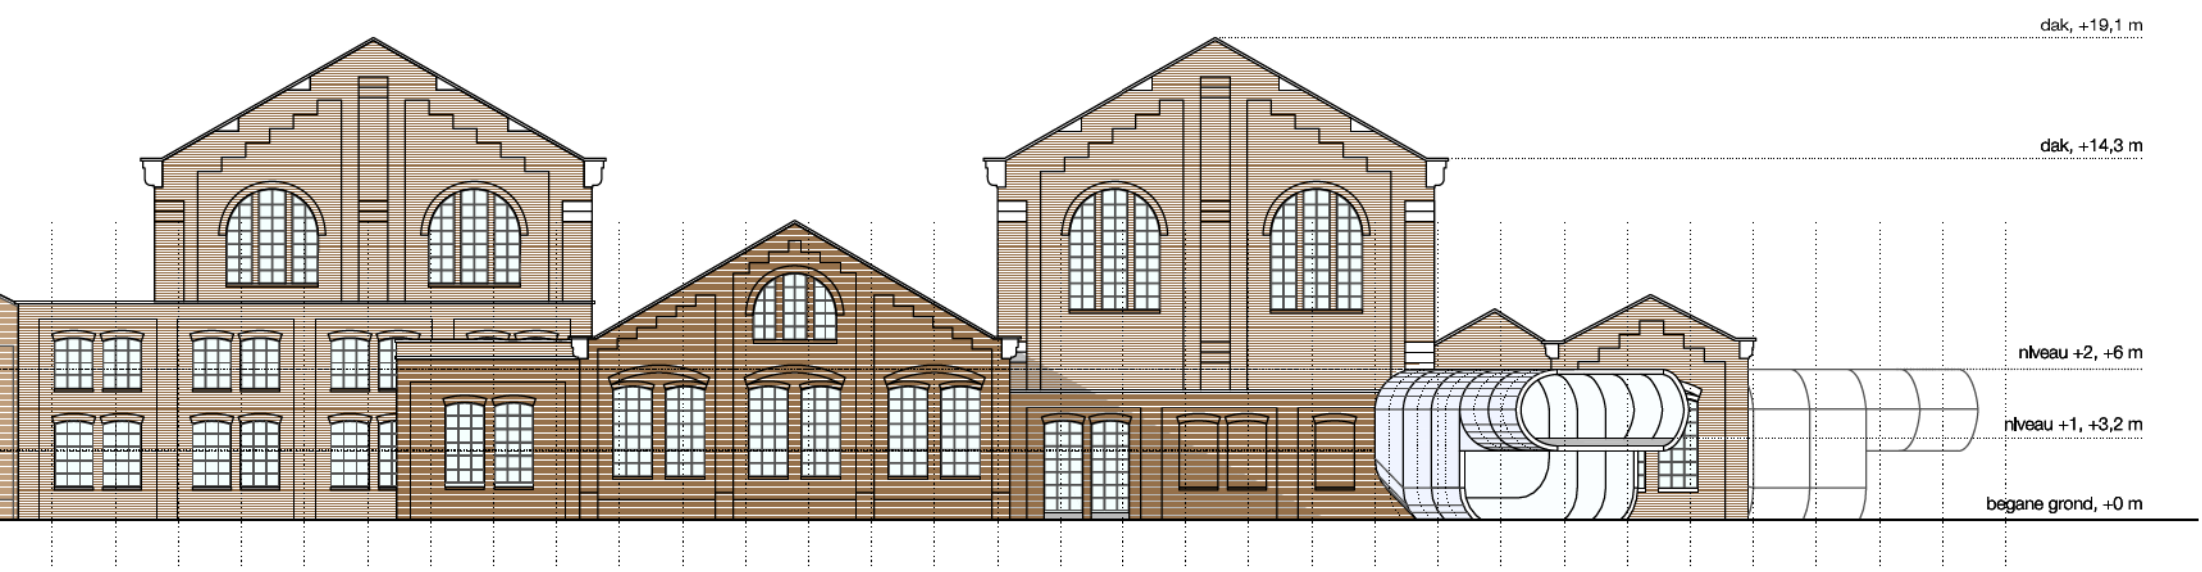 dak, +19,1 m
dak, +14,3 m
niveau +2, +6 m
niveau +1, +3,2 m
begane grond, +0 m